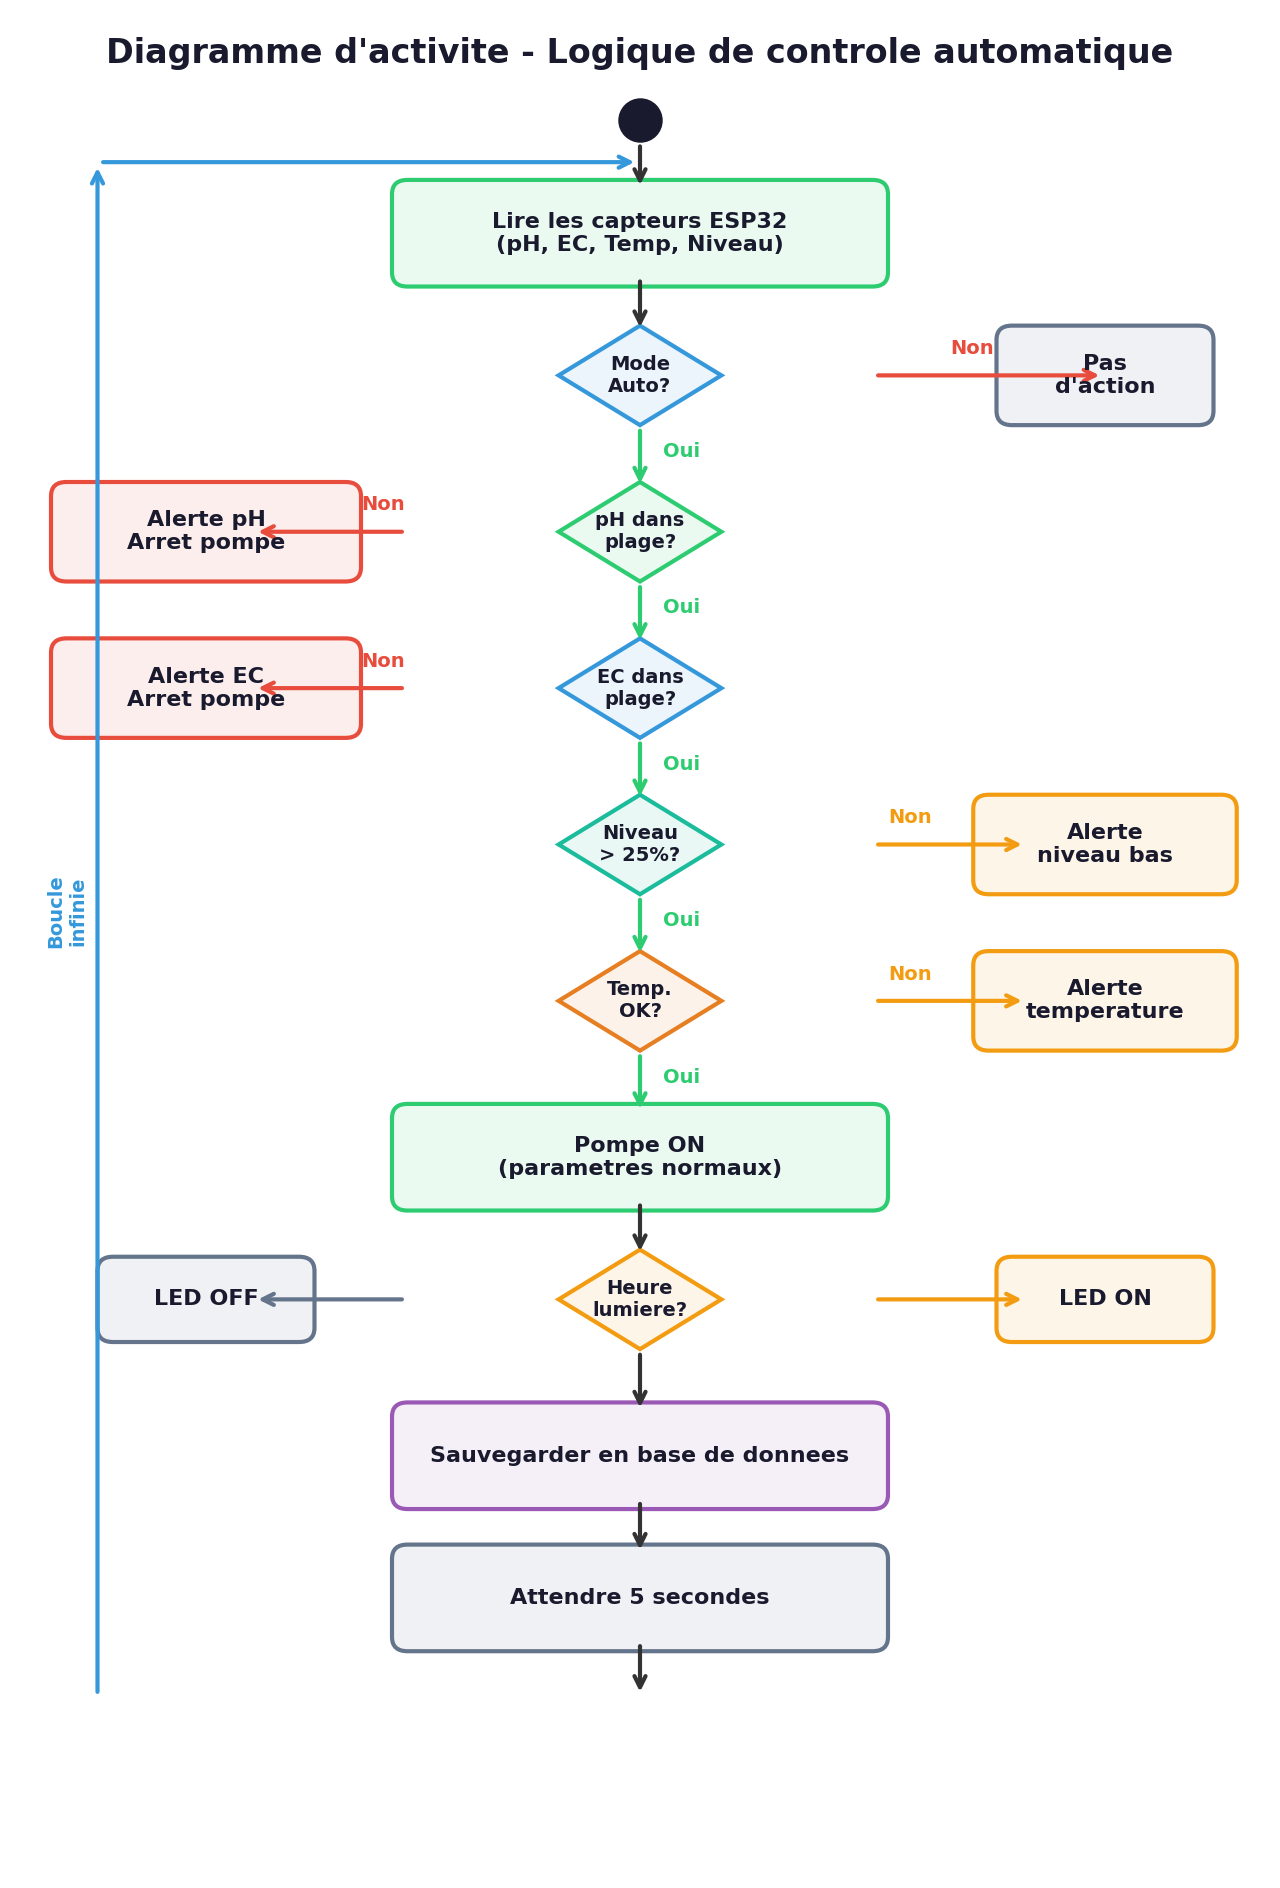 Diagramme d'activite - Logique de controle automatique
Lire les capteurs ESP32
(pH, EC, Temp, Niveau)
Mode
Auto?
Non
Pas
d'action
Oui
Alerte pH
Arret pompe
Non
pH dans
plage?
Oui
Alerte EC
Arret pompe
Non
EC dans
plage?
Oui
Niveau
> 25%?
Non
Alerte
niveau bas
Boucle
infinie
Oui
Temp.
OK?
Non
Alerte
temperature
Oui
Pompe ON
(parametres normaux)
LED OFF
Heure
lumiere?
LED ON
Sauvegarder en base de donnees
Attendre 5 secondes